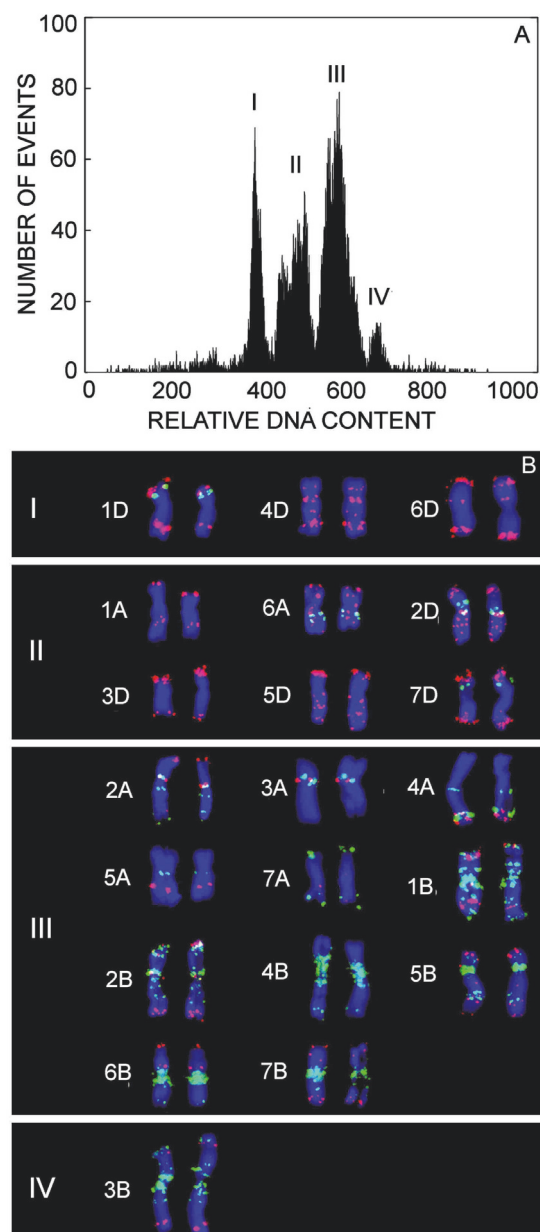 A
NUMBER OF EVENTS
100
80
60
40
20
0
I
II
III
IV
0 200 400 600 800 1000
RELATIVE DNA CONTENT
B
I
1D 4D 6D
II
1A 6A 2D
3D 5D 7D
III
2A 3A 4A
5A 7A 1B
2B 4B 5B
6B 7B
IV
3B